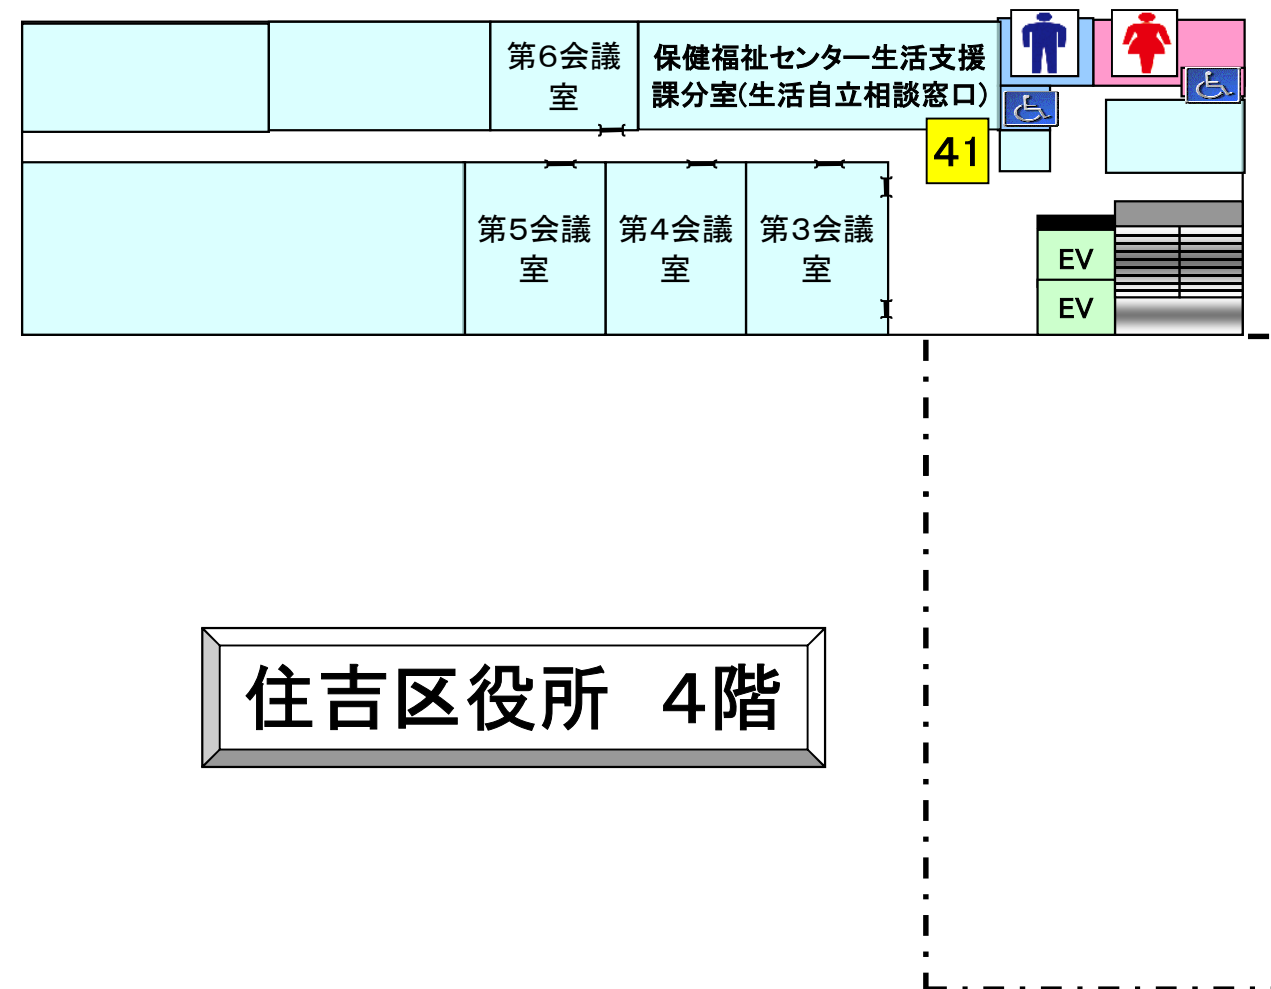 第6会議
室
保健福祉センター生活支援
課分室(生活自立相談窓口)
41
第5会議
室
第4会議
室
第3会議
室
EV
EV
住吉区役所　4階